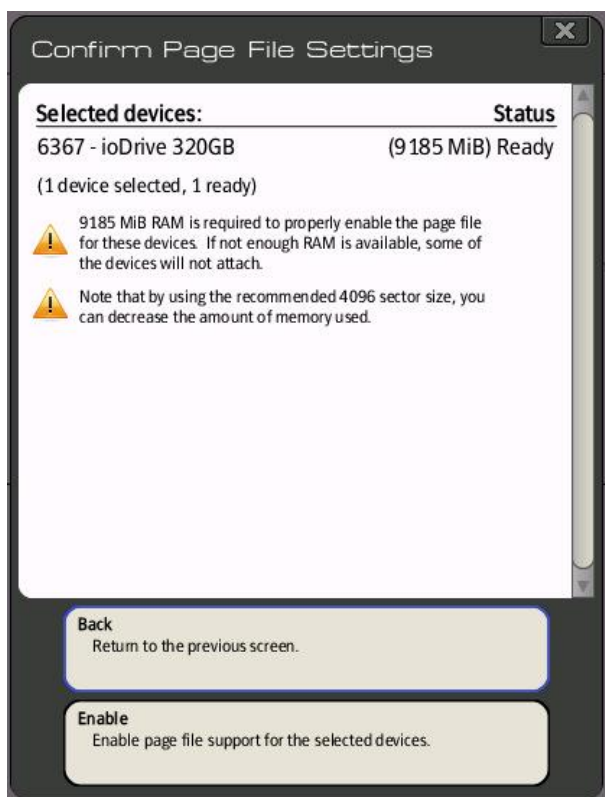 Confirm Page File Settings
Selected devices: Status
6367 - ioDrive 320GB (9185 MiB) Ready
(1 device selected, 1 ready)
9185 MiB RAM is required to properly enable the page file
for these devices. If not enough RAM is available, some of
the devices will not attach.
Note that by using the recommended 4096 sector size, you
can decrease the amount of memory used.
Back
Return to the previous screen.
Enable
Enable page file support for the selected devices.